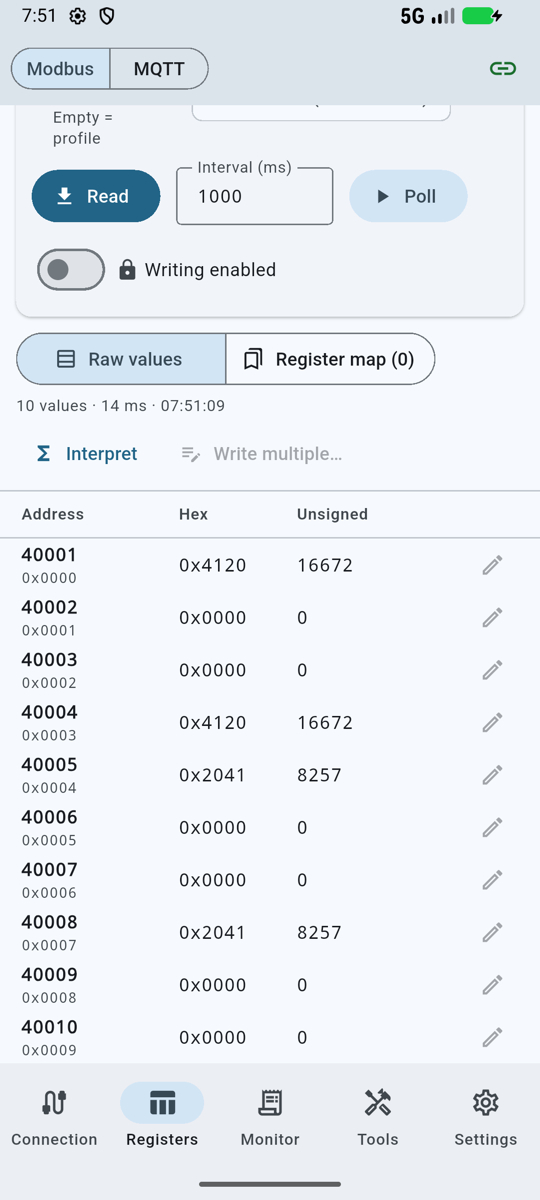 7:51 5G
Modbus MQTT
Empty =
profile
Interval (ms)
Read 1000 Poll
Writing enabled
Raw values Register map (0)
10 values · 14 ms · 07:51:09
Interpret Write multiple...
Address Hex Unsigned
40001 0x4120 16672
0x0000
40002 0x0000 0
0x0001
40003 0x0000 0
0x0002
40004 0x4120 16672
0x0003
40005 0x2041 8257
0x0004
40006 0x0000 0
0x0005
40007 0x0000 0
0x0006
40008 0x2041 8257
0x0007
40009 0x0000 0
0x0008
40010 0x0000 0
0x0009
Connection Registers Monitor Tools Settings